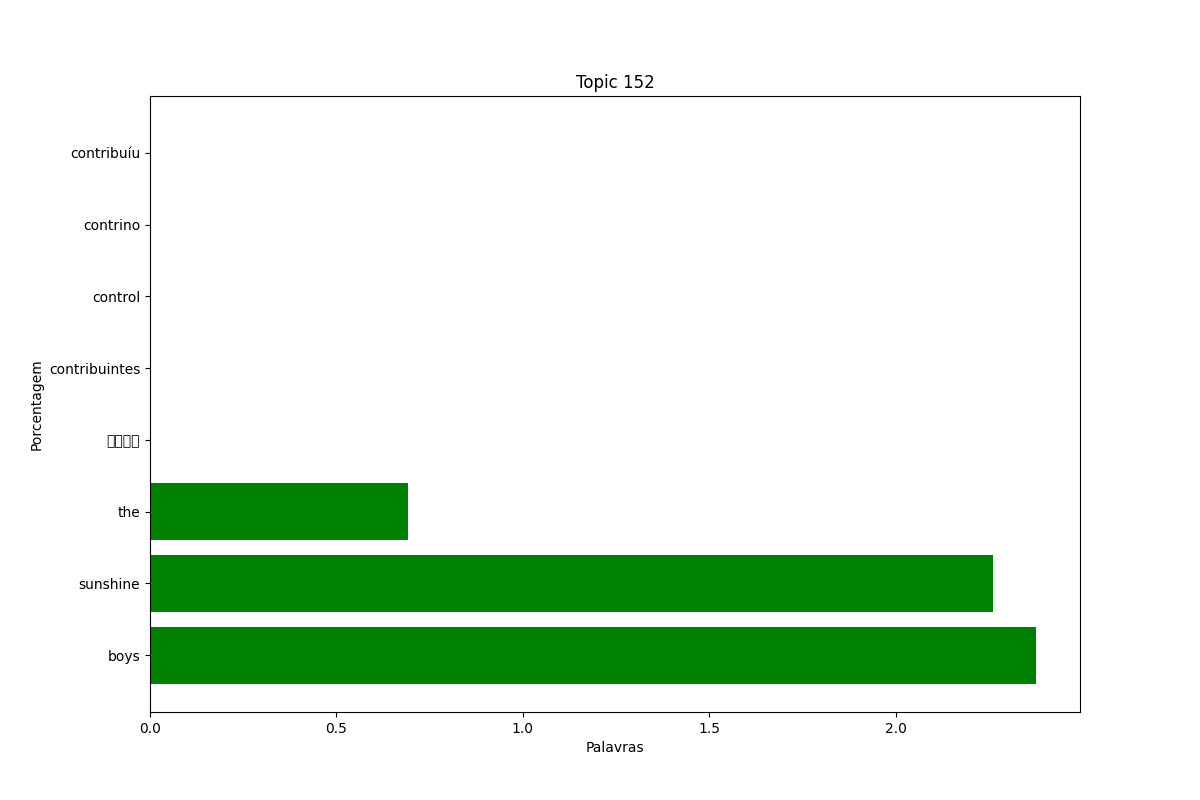 Topic 152
contribuíu
contrino
control
contribuintes
the
sunshine
boys
Porcentagem
0.0 0.5 1.0 1.5 2.0
Palavras